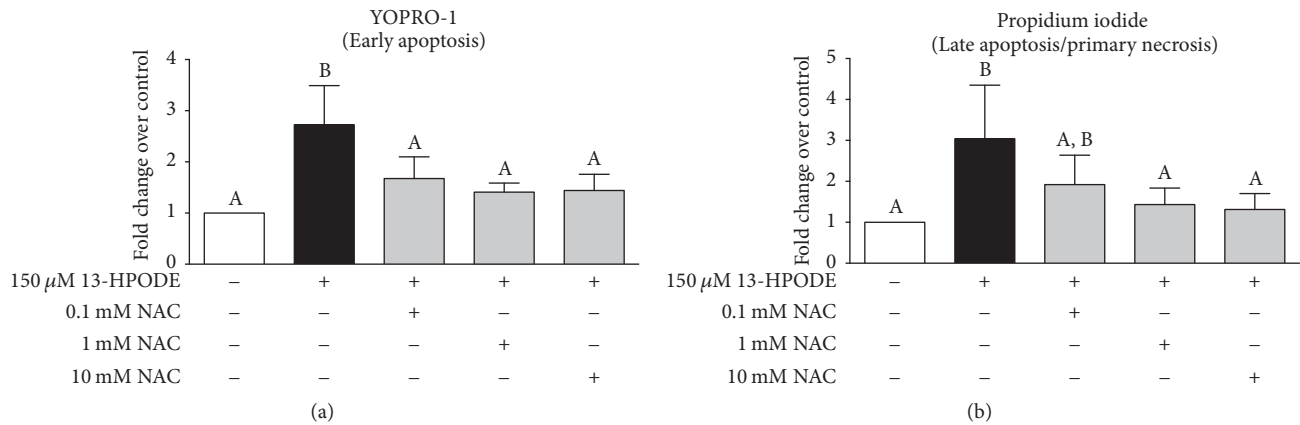 YOPRO-1
(Early apoptosis)
Fold change over control
4
3
2
1
0
A
B
A
A
A
150 µM 13-HPODE – + + + +
0.1 mM NAC – – + – –
1 mM NAC – – – + –
10 mM NAC – – – – +
(a)
Propidium iodide
(Late apoptosis/primary necrosis)
Fold change over control
5
4
3
2
1
0
A
B
A, B
A
A
150 µM 13-HPODE – + + + +
0.1 mM NAC – – + – –
1 mM NAC – – – + –
10 mM NAC – – – – +
(b)